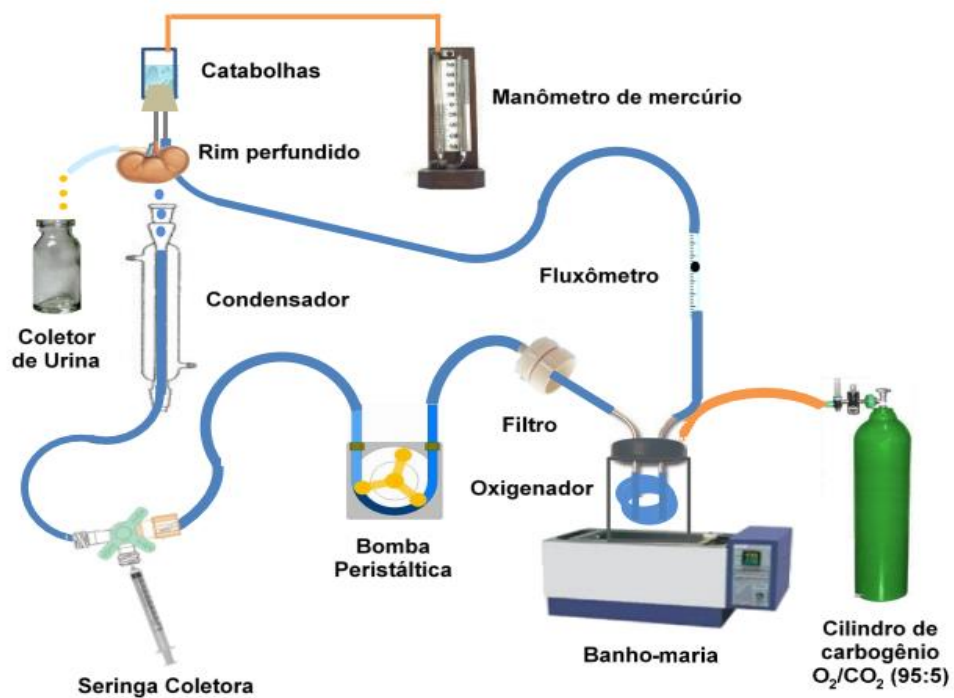 Catabolhas
Manômetro de mercúrio
Rim perfundido
Fluxômetro
Condensador
Coletor
de Urina
Filtro
Oxigenador
Bomba
Peristáltica
Banho-maria
Cilindro de
carbogênio
O₂/CO₂ (95:5)
Seringa Coletora